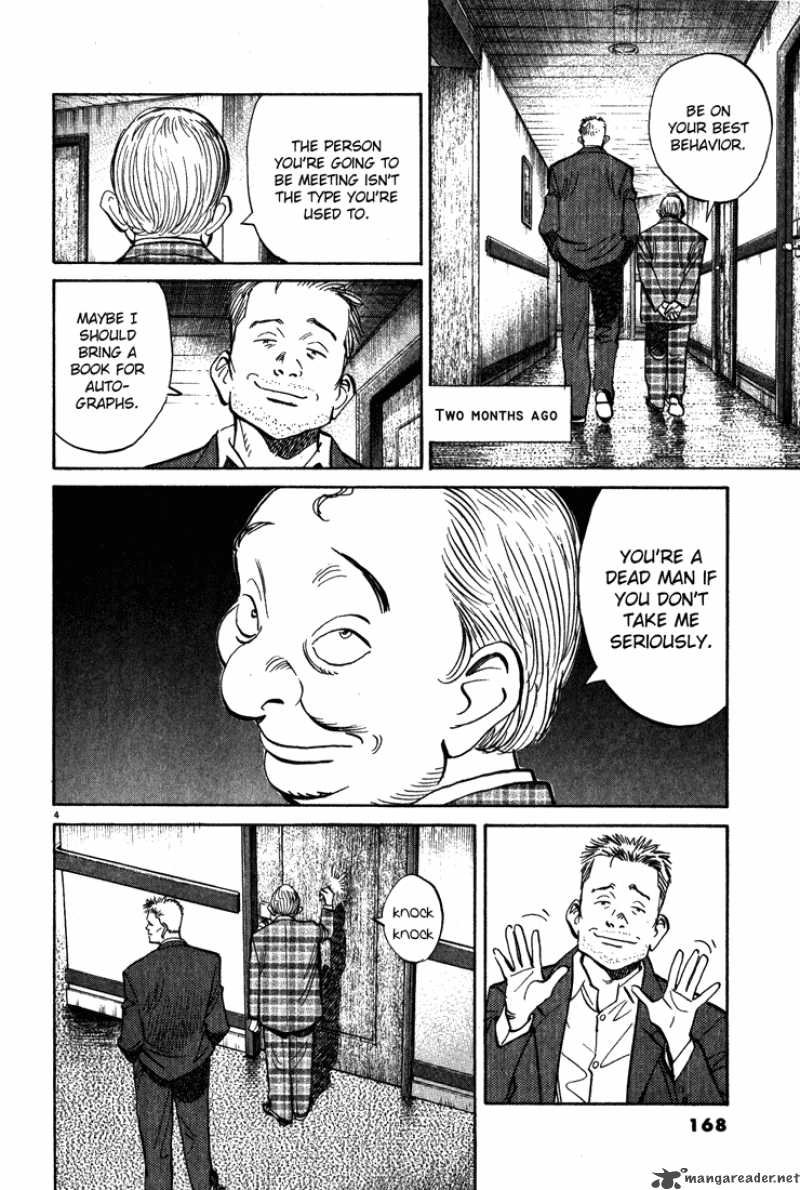 BE ON
YOUR BEST
BEHAVIOR.
TWO MONTHS AGO
THE PERSON
YOU'RE GOING TO
BE MEETING ISN'T
THE TYPE YOU'RE
USED TO.
MAYBE I
SHOULD
BRING A
BOOK FOR
AUTO-
GRAPHS.
YOU'RE A
DEAD MAN IF
YOU DON'T
TAKE ME
SERIOUSLY.
4
knock
knock
168
mangareader.net